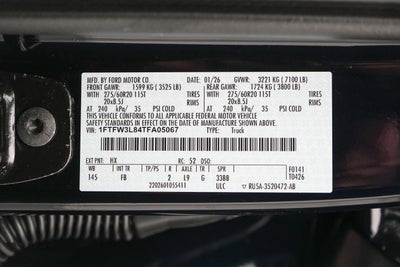 MFD. BY FORD MOTOR CO. 01/26 GVWR: 3221 KG ( 7100 LB)
FRONT GAWR: 1599 KG ( 3525 LB) REAR GAWR: 1724 KG ( 3800 LB)
WITH 275/60R20 115T TIRES WITH 275/60R20 115T TIRES
20x8.5J RIMS 20x8.5J RIMS
AT 240 kPa/ 35 PSI COLD AT 240 kPa/ 35 PSI COLD
THIS VEHICLE CONFORMS TO ALL APPLICABLE FEDERAL MOTOR VEHICLE
SAFETY STANDARDS IN EFFECT ON THE DATE OF MANUFACTURE SHOWN ABOVE.
VIN: 1FTFW3L84TFA05067 TYPE: Truck
EXT PNT: HX RC: 52 DSO:
WB INT TR TP/PS R AXLE TR SPR F0141
145 FB 2 L9 G 3388 T0426
2202601055411 ULC RU5A-3520472-AB